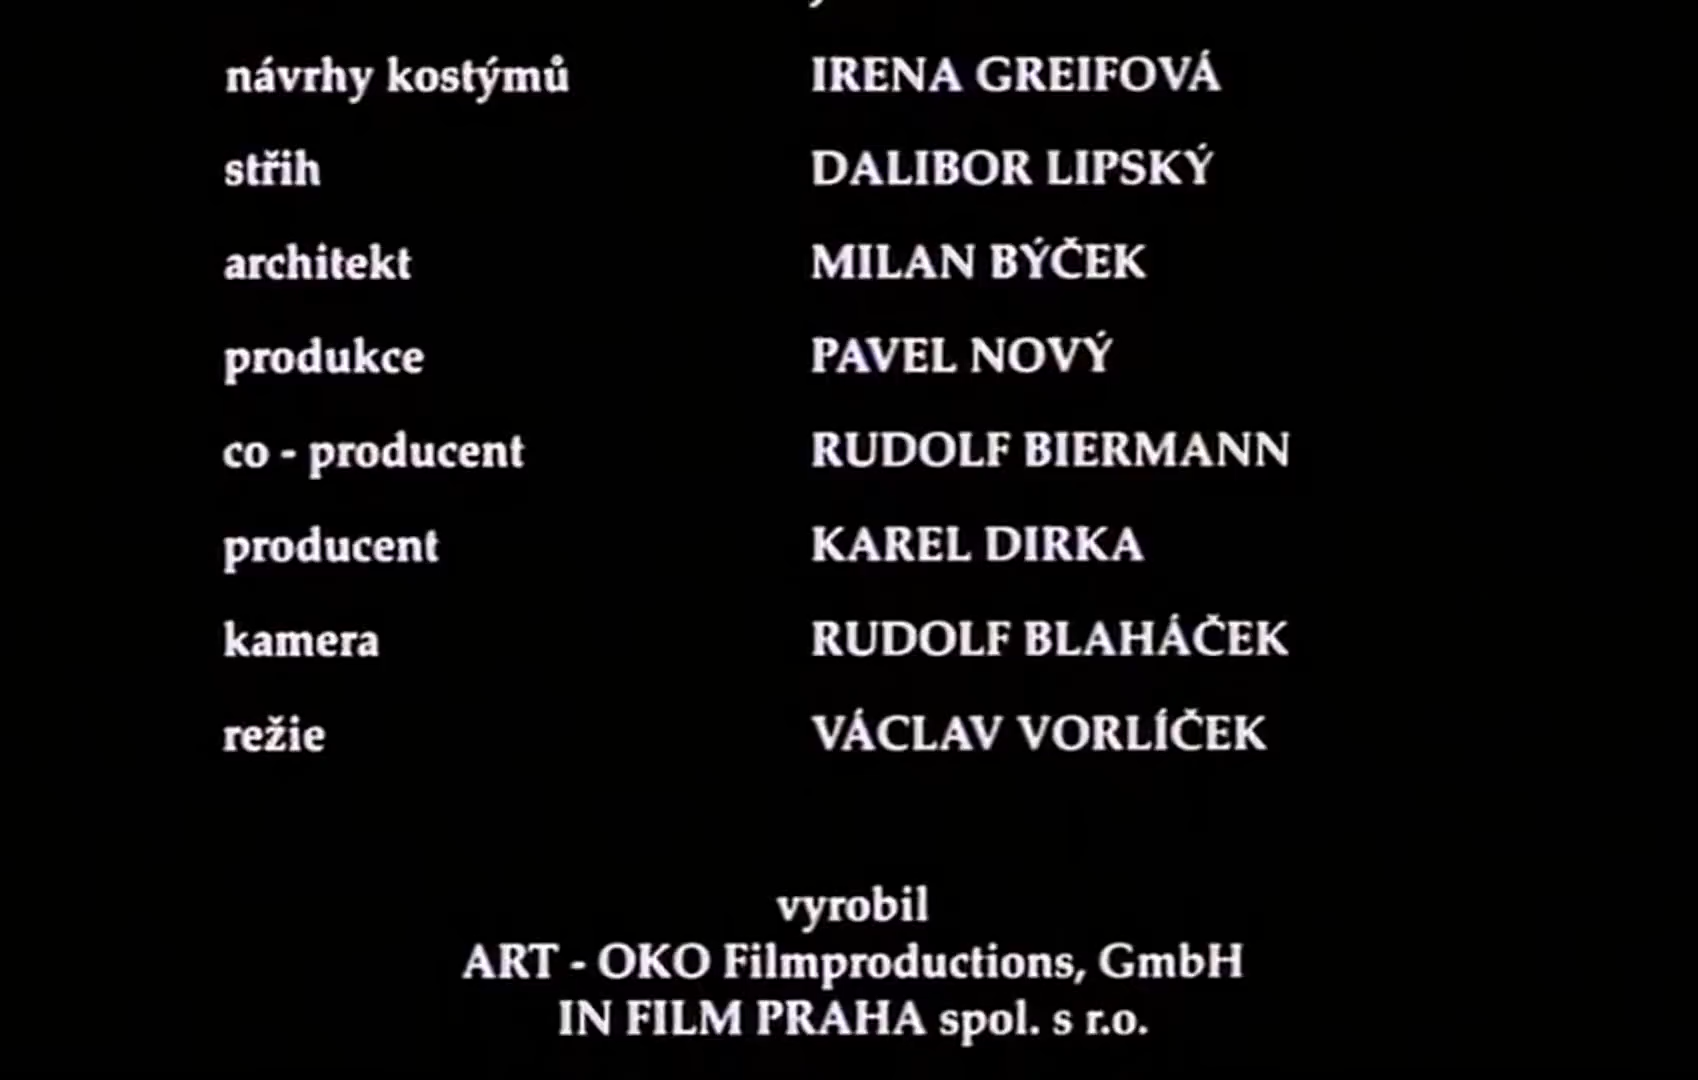 návrhy kostýmů IRENA GREIFOVÁ
střih DALIBOR LIPSKÝ
architekt MILAN BÝČEK
produkce PAVEL NOVÝ
co - producent RUDOLF BIERMANN
producent KAREL DIRKA
kamera RUDOLF BLAHÁČEK
režie VÁCLAV VORLÍČEK
vyrobil
ART - OKO Filmproductions, GmbH
IN FILM PRAHA spol. s r.o.